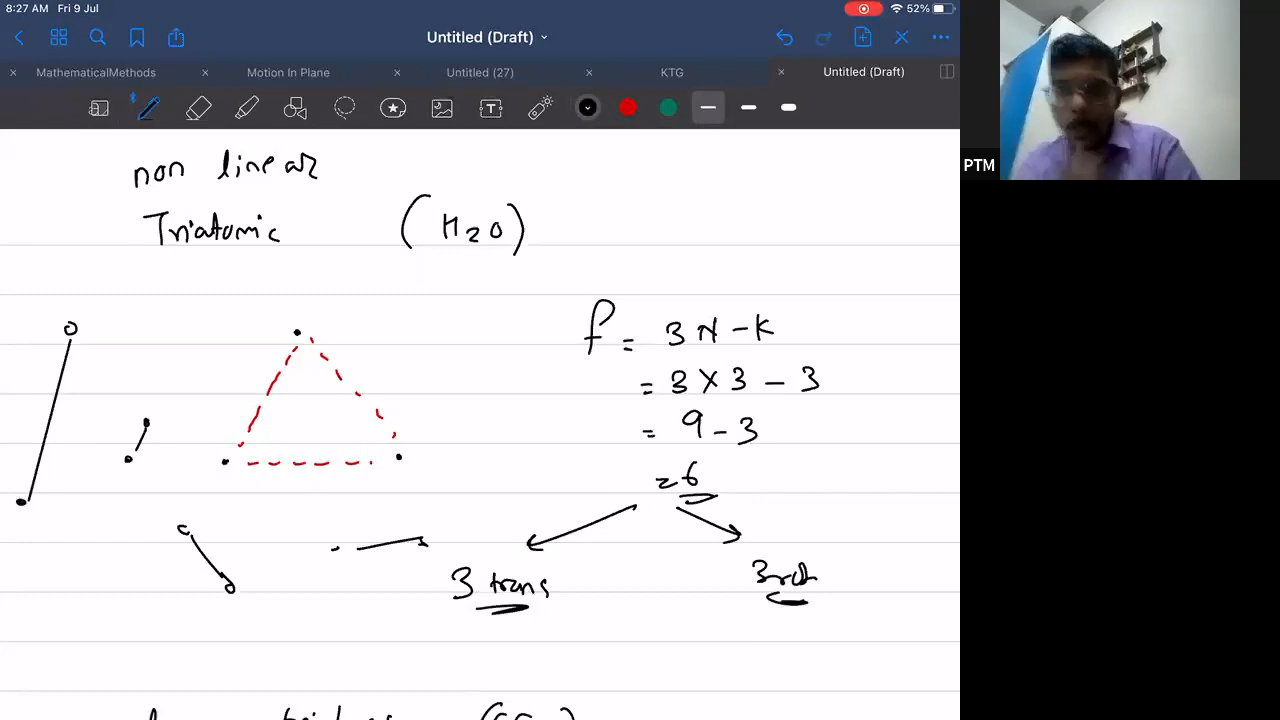 8:27 AM Fri 9 Jul
52%
Untitled (Draft)
MathematicalMethods
Motion In Plane
Untitled (27)
KTG
Untitled (Draft)
PTM
non linear
Triatomic (H2O)
f = 3N - K
= 3 × 3 - 3
= 9 - 3
= 6
3 trans
3 rot